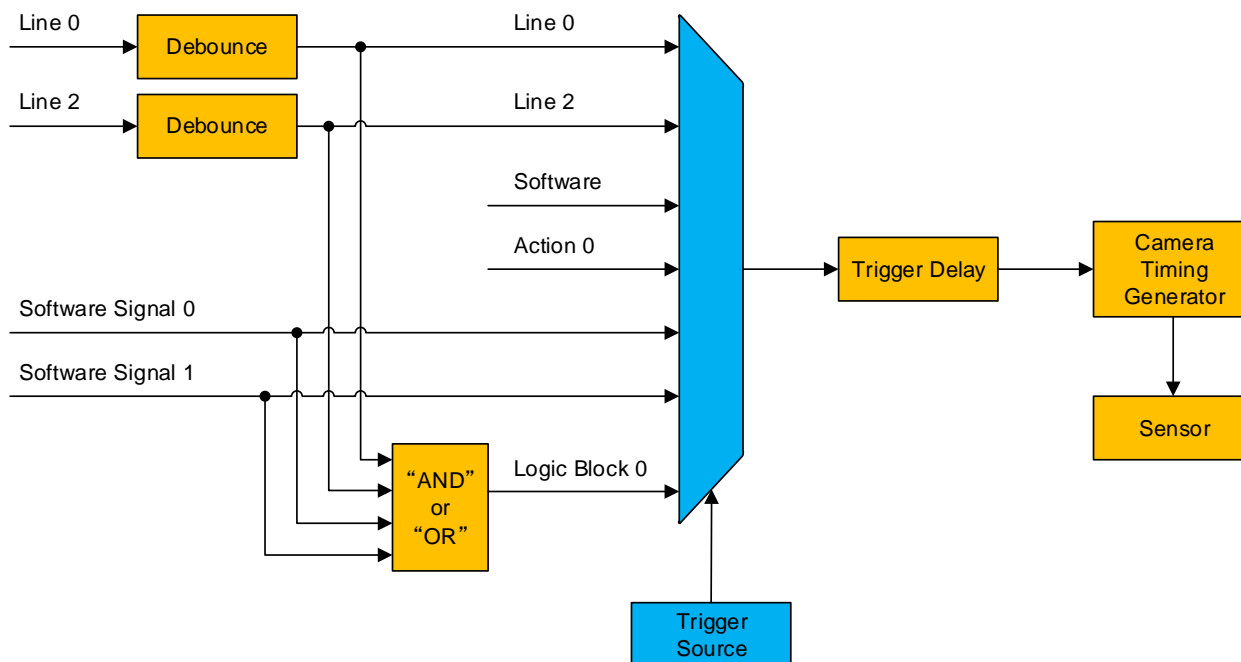 Line 0
Debounce
Line 0
Line 2
Debounce
Line 2
Software
Action 0
Trigger Delay
Camera
Timing
Generator
Software Signal 0
Software Signal 1
Sensor
“AND”
or
“OR”
Logic Block 0
Trigger
Source